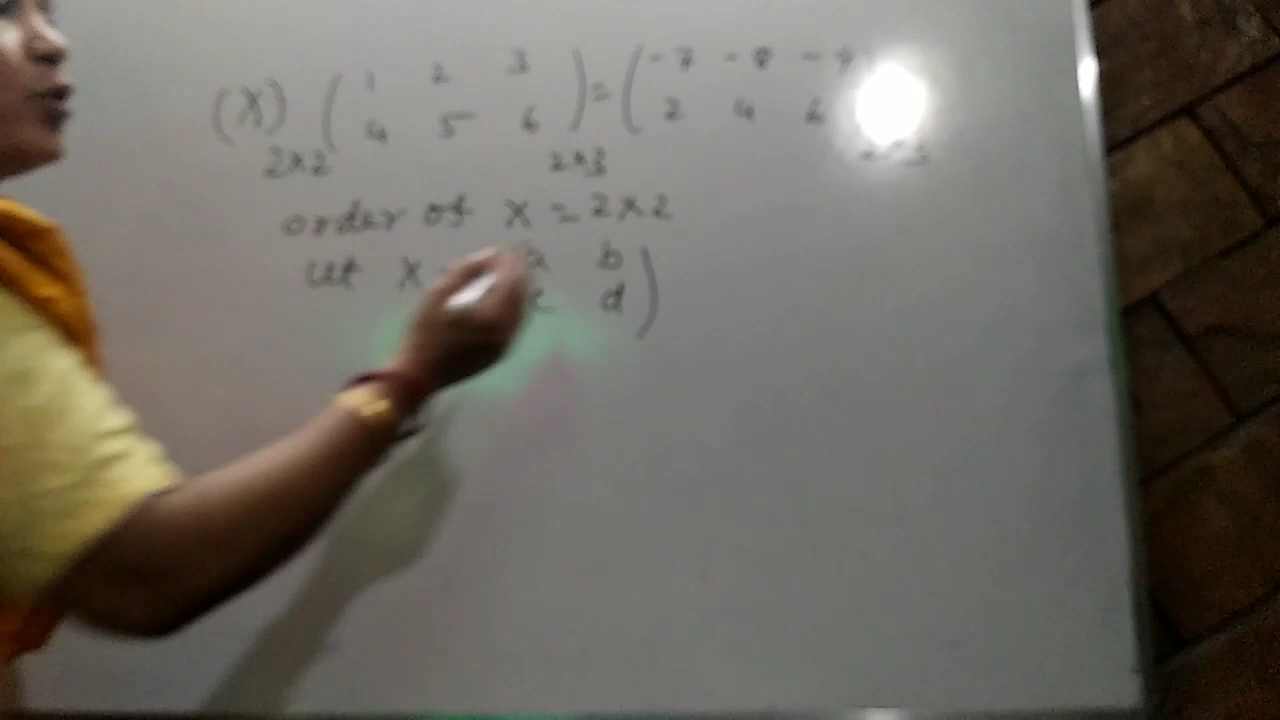 (X) ( 1 2 3 ) = ( -7 -8 -9
4 5 6 2 4 6
2x2 2x3
order of X = 2x2
let X = a b )
c d